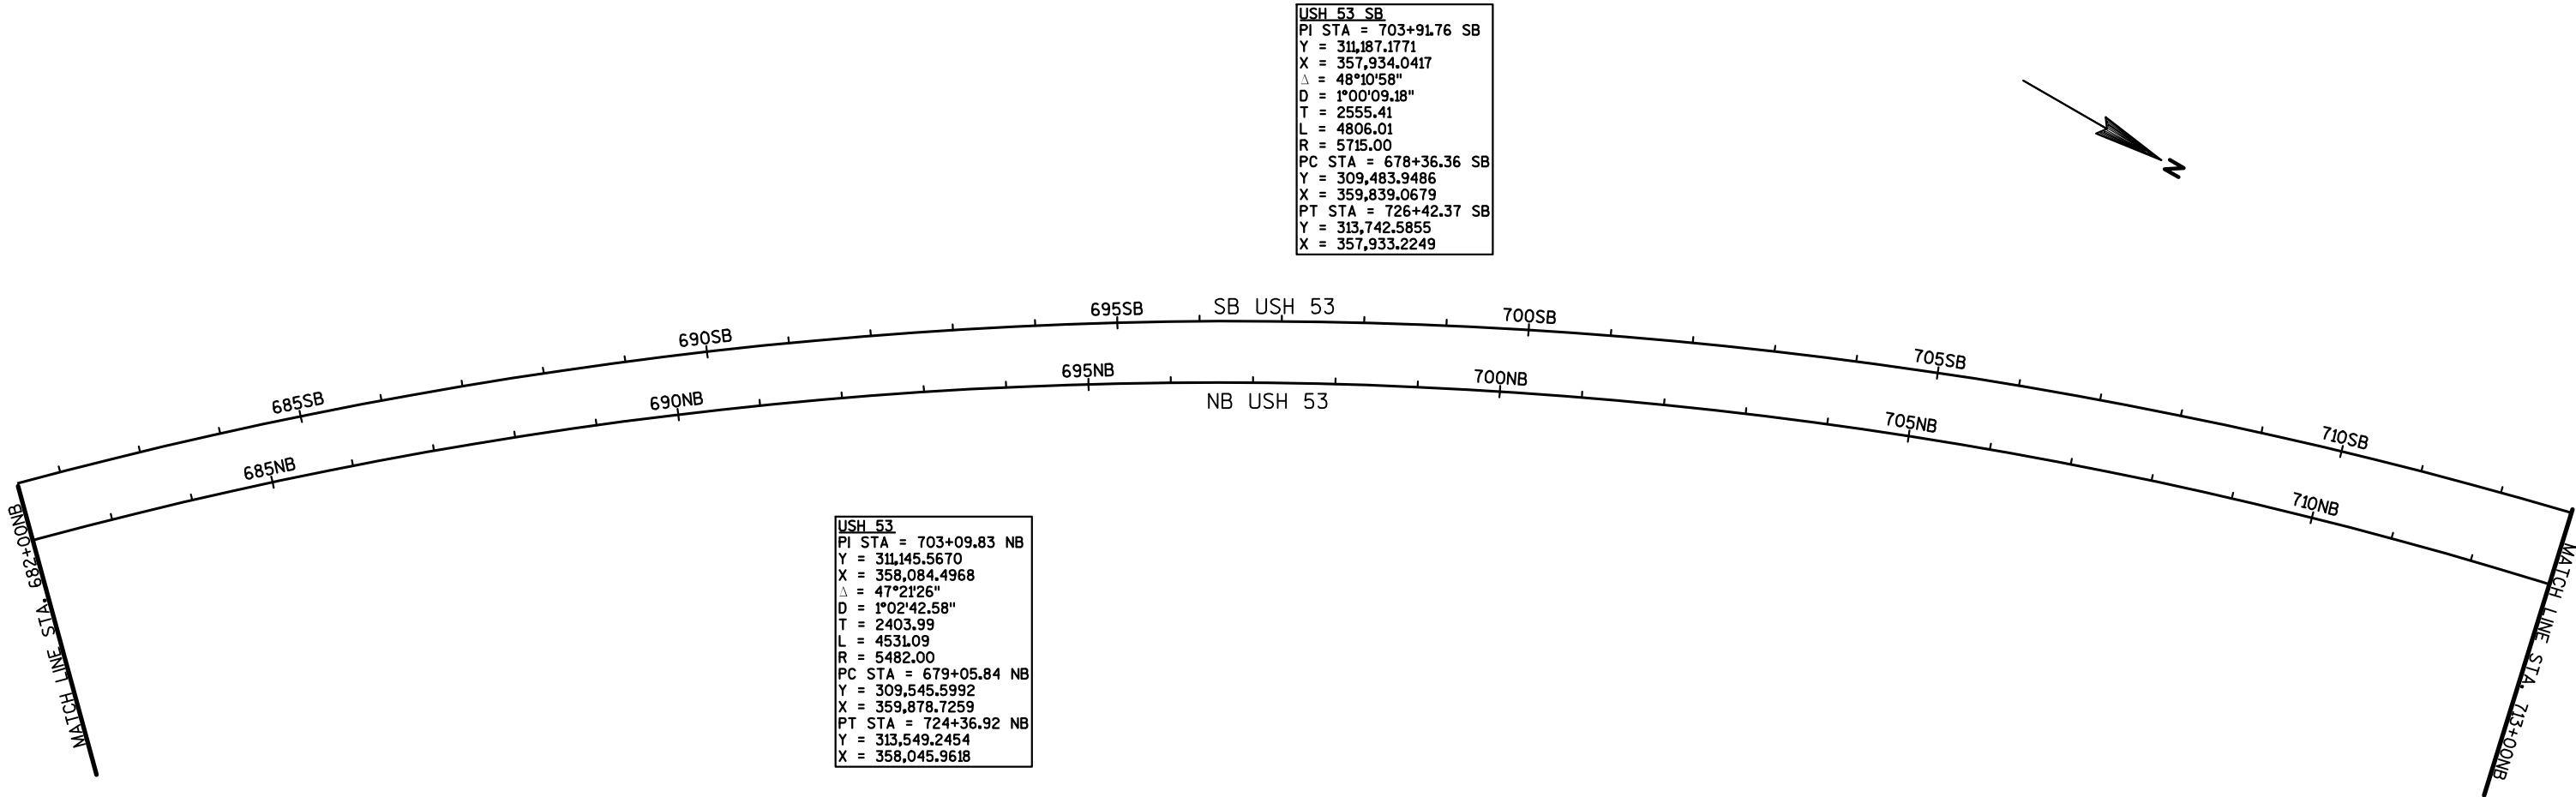 USH 53 SB
PI STA = 703+91.76 SB
Y = 311,187.1771
X = 357,934.0417
Δ = 48°10'58"
D = 1°00'09.18"
T = 2555.41
L = 4806.01
R = 5715.00
PC STA = 678+36.36 SB
Y = 309,483.9486
X = 359,839.0679
PT STA = 726+42.37 SB
Y = 313,742.5855
X = 357,933.2249
N
685SB
690SB
695SB
SB USH 53
700SB
705SB
710SB
685NB
690NB
695NB
NB USH 53
700NB
705NB
710NB
MATCH LINE STA. 682+00NB
MATCH LINE STA. 713+00NB
USH 53
PI STA = 703+09.83 NB
Y = 311,145.5670
X = 358,084.4968
Δ = 47°21'26"
D = 1°02'42.58"
T = 2403.99
L = 4531.09
R = 5482.00
PC STA = 679+05.84 NB
Y = 309,545.5992
X = 359,878.7259
PT STA = 724+36.92 NB
Y = 313,549.2454
X = 358,045.9618